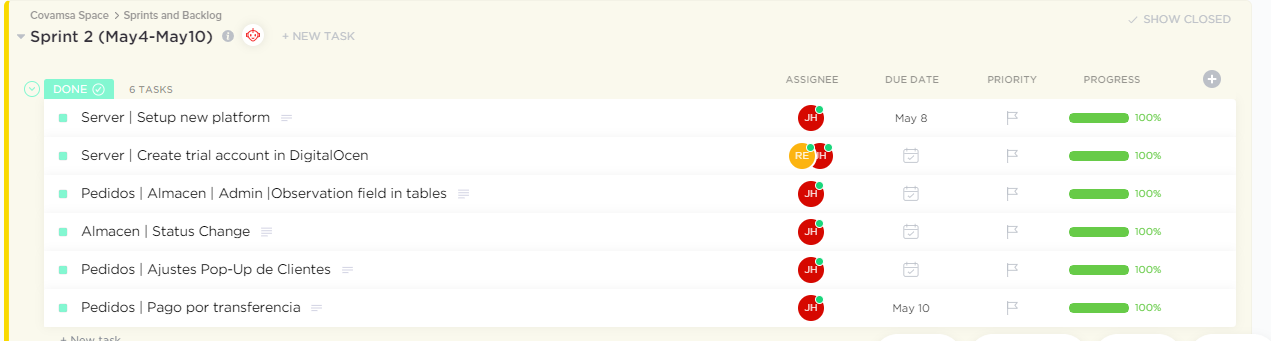 Covamsa Space > Sprints and Backlog
SHOW CLOSED
Sprint 2 (May4-May10) + NEW TASK
DONE 6 TASKS ASSIGNEE DUE DATE PRIORITY PROGRESS
Server | Setup new platform JH May 8 100%
Server | Create trial account in DigitalOcen RE JH 100%
Pedidos | Almacen | Admin |Observation field in tables JH 100%
Almacen | Status Change JH 100%
Pedidos | Ajustes Pop-Up de Clientes JH 100%
Pedidos | Pago por transferencia JH May 10 100%
+ New task